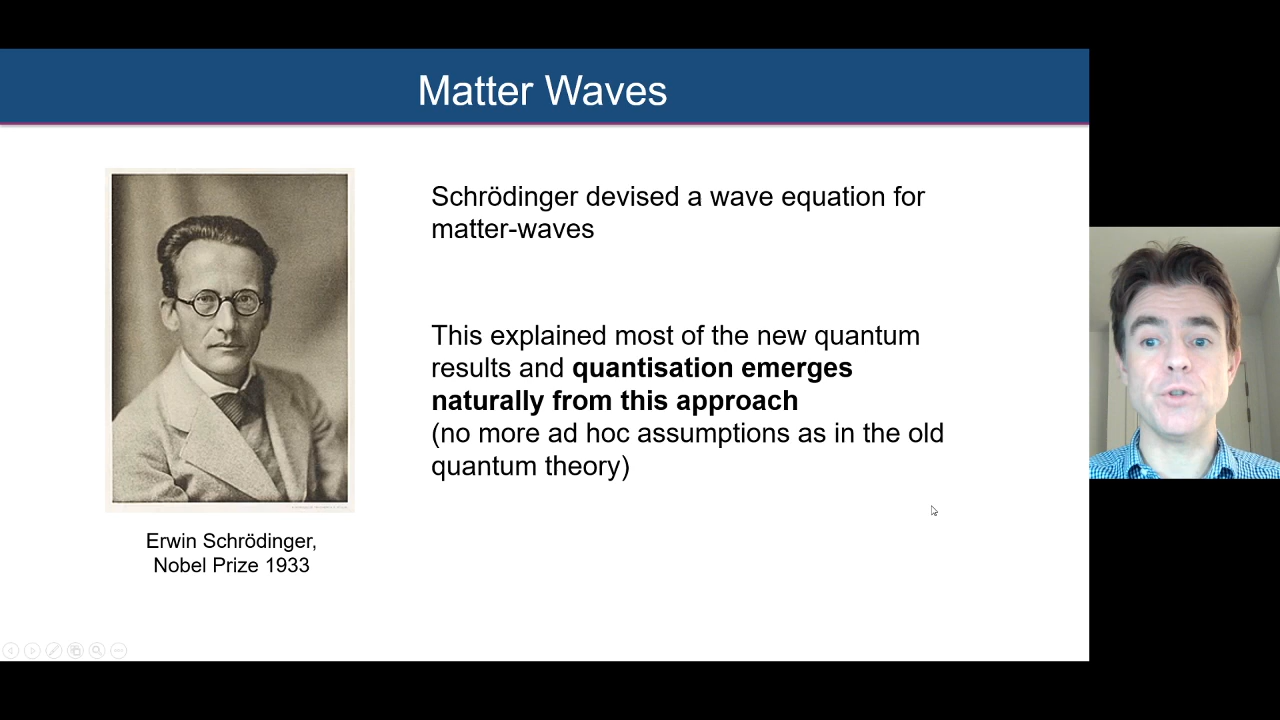 Matter Waves
Schrödinger devised a wave equation for
matter-waves
This explained most of the new quantum
results and quantisation emerges
naturally from this approach
(no more ad hoc assumptions as in the old
quantum theory)
Erwin Schrödinger,
Nobel Prize 1933